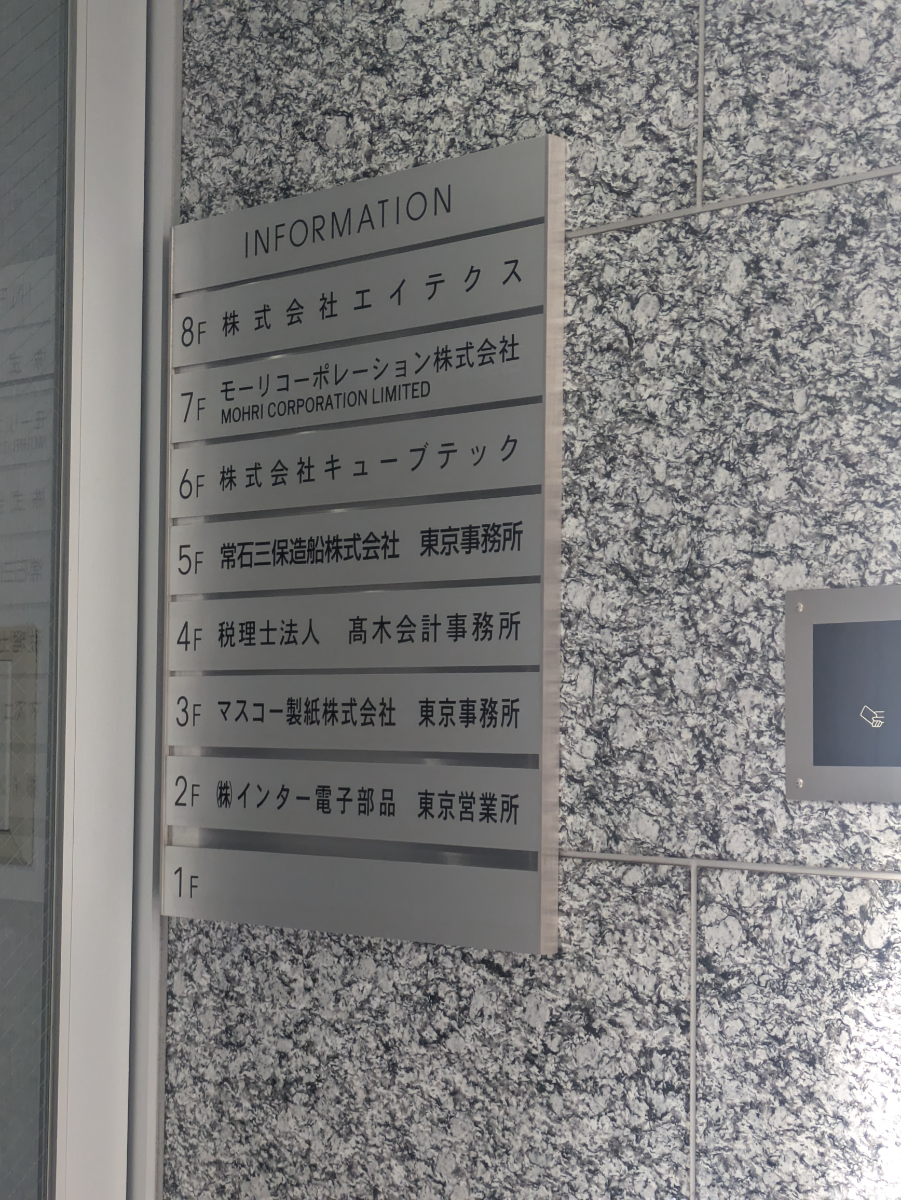 INFORMATION
8F 株式会社エイテクス
7F モーリコーポレーション株式会社
MOHRI CORPORATION LIMITED
6F 株式会社キューブテック
5F 常石三保造船株式会社 東京事務所
4F 税理士法人 髙木会計事務所
3F マスコー製紙株式会社 東京事務所
2F ㈱インター電子部品 東京営業所
1F